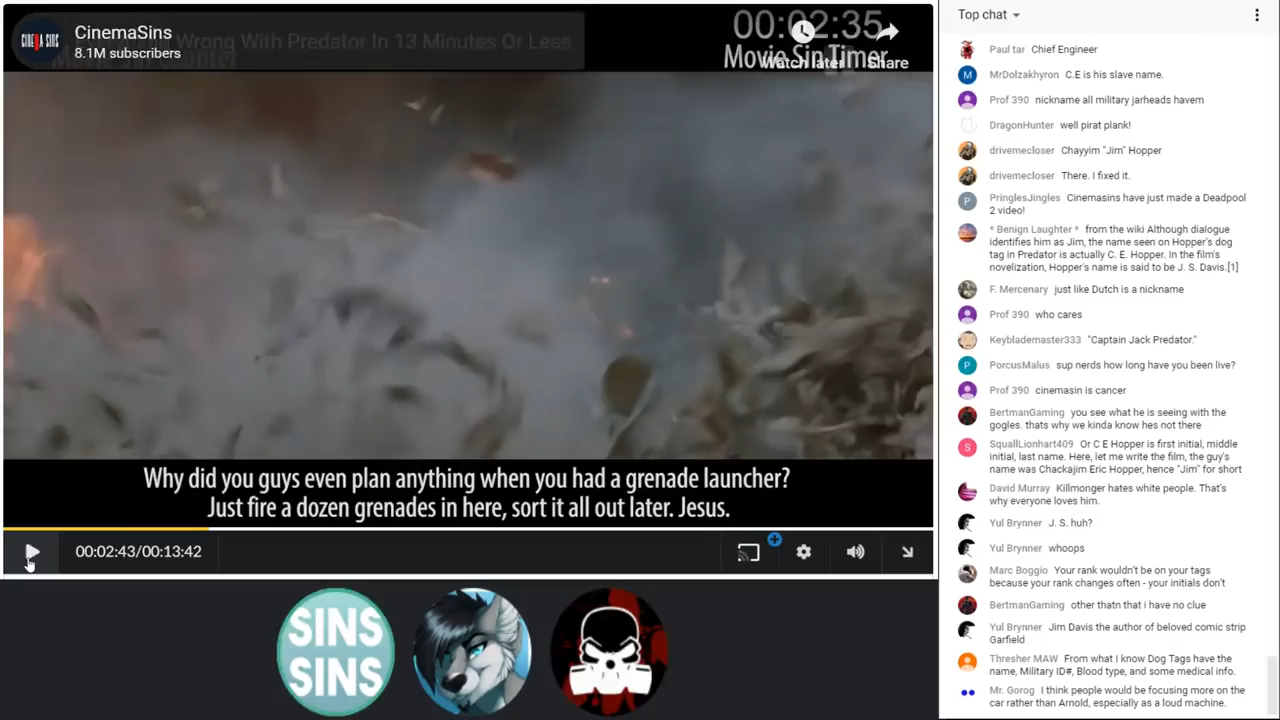 CINEMA SINS
CinemaSins
8.1M subscribers
Wrong With Predator In 13 Minutes Or Less
00:02:35
Movie Sin Timer
Watch later
Share
Why did you guys even plan anything when you had a grenade launcher?
Just fire a dozen grenades in here, sort it all out later. Jesus.
00:02:43/00:13:42
SINS
SINS
Top chat
Paul tar Chief Engineer
M
MrDolzakhyron C.E is his slave name.
Prof 390 nickname all military jarheads havem
DragonHunter well pirat plank!
drivemecloser Chayyim "Jim" Hopper
drivemecloser There. I fixed it.
P
PringlesJingles Cinemasins have just made a Deadpool
2 video!
* Benign Laughter * from the wiki Although dialogue
identifies him as Jim, the name seen on Hopper's dog
tag in Predator is actually C. E. Hopper. In the film's
novelization, Hopper's name is said to be J. S. Davis.[1]
F. Mercenary just like Dutch is a nickname
Prof 390 who cares
Keyblademaster333 "Captain Jack Predator."
P
PorcusMalus sup nerds how long have you been live?
Prof 390 cinemasin is cancer
BertmanGaming you see what he is seeing with the
gogles. thats why we kinda know hes not there
S
SquallLionhart409 Or C E Hopper is first initial, middle
initial, last name. Here, let me write the film, the guy's
name was Chackajim Eric Hopper, hence "Jim" for short
David Murray Killmonger hates white people. That's
why everyone loves him.
Yul Brynner J. S. huh?
Yul Brynner whoops
Marc Boggio Your rank wouldn't be on your tags
because your rank changes often - your initials don't
BertmanGaming other thatn that i have no clue
Yul Brynner Jim Davis the author of beloved comic strip
Garfield
Thresher MAW From what I know Dog Tags have the
name, Military ID#, Blood type, and some medical info.
Mr. Gorog I think people would be focusing more on the
car rather than Arnold, especially as a loud machine.